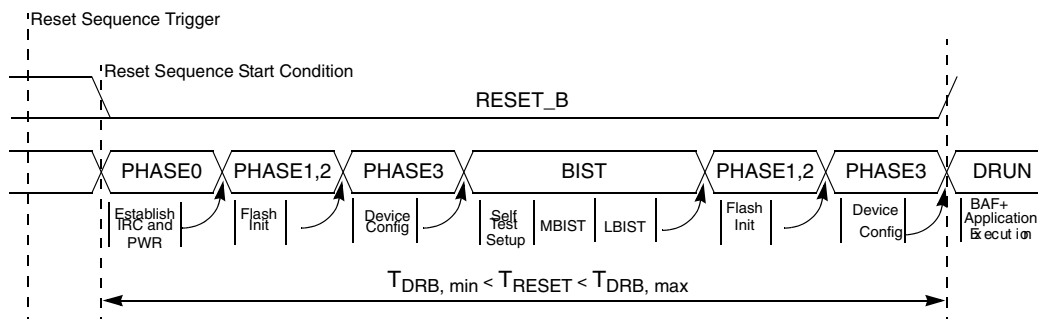 Reset Sequence Trigger
Reset Sequence Start Condition
RESET_B
PHASE0
PHASE1,2
PHASE3
BIST
PHASE1,2
PHASE3
DRUN
Establish
IRC and
PWR
Flash
Init
Device
Config
Self
Test
Setup
MBIST
LBIST
Flash
Init
Device
Config
BAF+
Application
Execution
TDRB, min < TRESET < TDRB, max